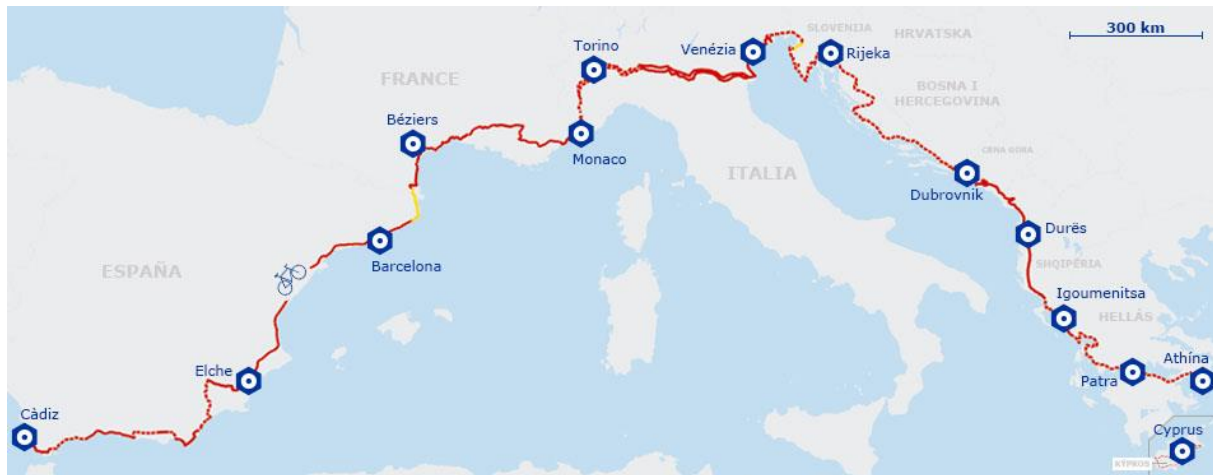 SLOVENIJA
HRVATSKA
300 km
Torino
Venézia
Rijeka
FRANCE
BOSNA I
HERCEGOVINA
Béziers
Monaco
CRNA GORA
ITALIA
Dubrovnik
Durës
Barcelona
ESPAÑA
SHQIPËRIA
Igoumenitsa
HELLÁS
Elche
Athína
Patra
Càdiz
Cyprus
KYPROS